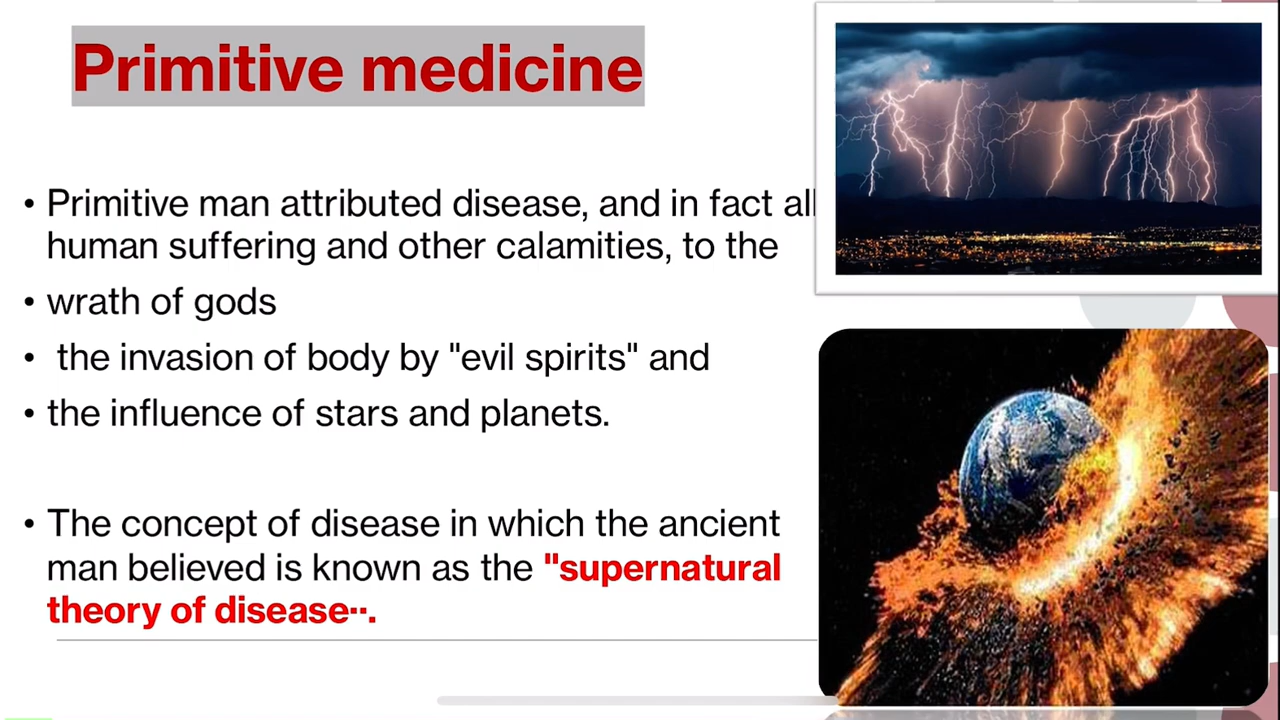 Primitive medicine
• Primitive man attributed disease, and in fact all
human suffering and other calamities, to the
• wrath of gods
• the invasion of body by "evil spirits" and
• the influence of stars and planets.
• The concept of disease in which the ancient
man believed is known as the "supernatural
theory of disease··.